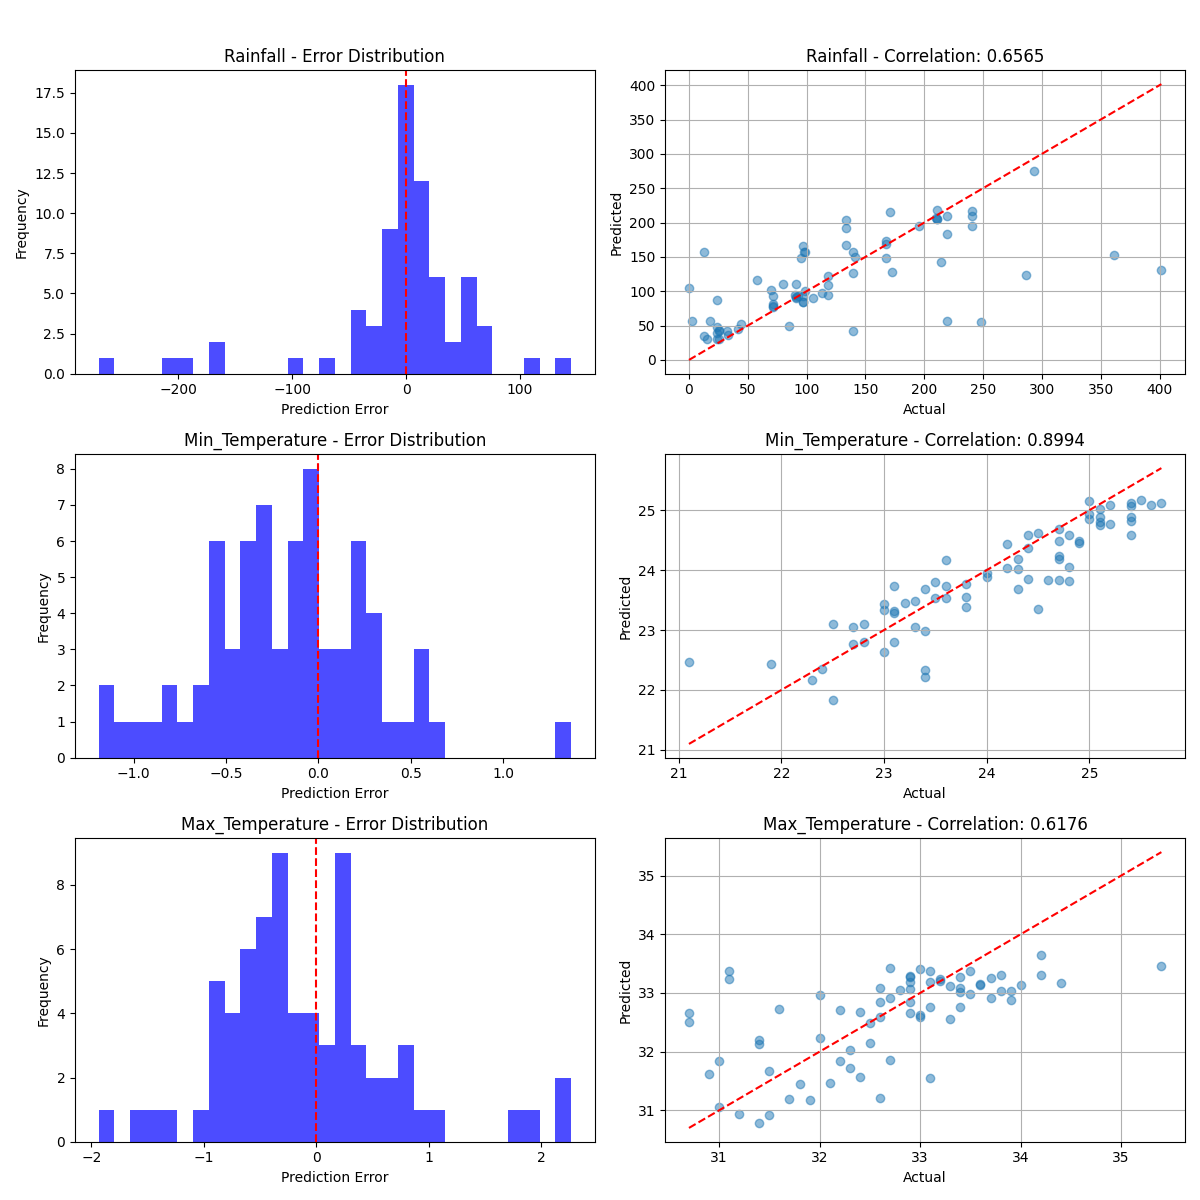 Rainfall - Error Distribution
17.5
15.0
12.5
10.0
7.5
5.0
2.5
0.0
Frequency
−200 −100 0 100
Prediction Error
Rainfall - Correlation: 0.6565
400
350
300
250
200
150
100
50
0
Predicted
0 50 100 150 200 250 300 350 400
Actual
Min_Temperature - Error Distribution
8
7
6
5
4
3
2
1
0
Frequency
−1.0 −0.5 0.0 0.5 1.0
Prediction Error
Min_Temperature - Correlation: 0.8994
25
24
23
22
21
Predicted
21 22 23 24 25
Actual
Max_Temperature - Error Distribution
8
6
4
2
0
Frequency
−2 −1 0 1 2
Prediction Error
Max_Temperature - Correlation: 0.6176
35
34
33
32
31
Predicted
31 32 33 34 35
Actual